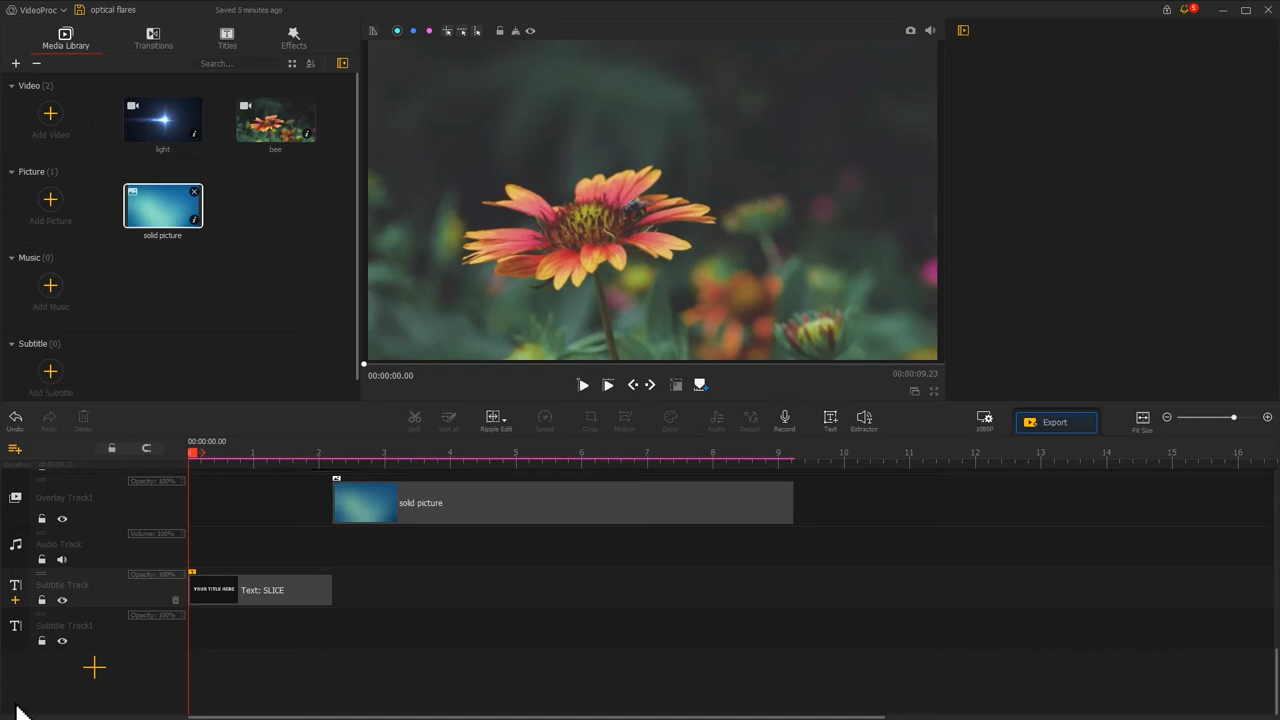 VideoProc
optical flares
Saved 5 minutes ago
5
Media Library
Transitions
Titles
Effects
Search...
Video (2)
Add Video
light
bee
Picture (1)
Add Picture
solid picture
Music (0)
Add Music
Subtitle (0)
Add Subtitle
00:00:00.00
00:00:09.23
Undo
Redo
Delete
Split
Split all
Ripple Edit
Speed
Crop
Motion
Color
Audio
Detach
Record
Text
Extractor
1080P
Export
Fit Size
00:00:00.00
1 2 3 4 5 6 7 8 9 10 11 12 13 14 15 16
Opacity: 100%
Overlay Track1
solid picture
Volume: 100%
Audio Track
Opacity: 100%
Subtitle Track
YOUR TITLE HERE
Text: SLICE
Opacity: 100%
Subtitle Track1